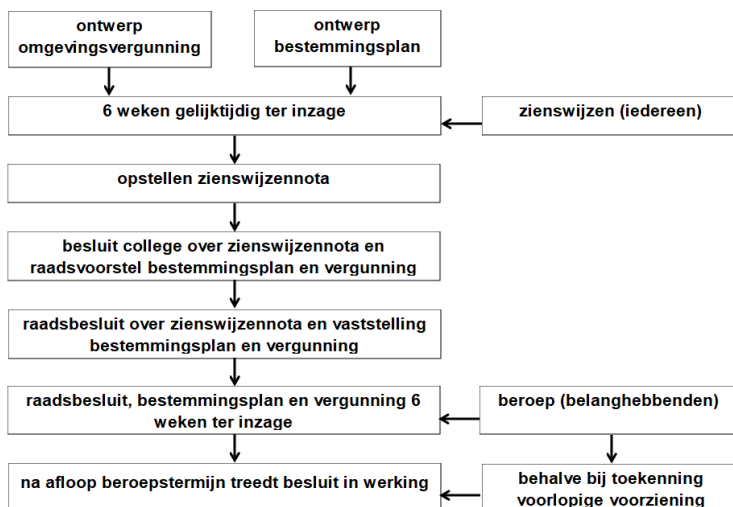 ontwerp
omgevingsvergunning
ontwerp
bestemmingsplan
6 weken gelijktijdig ter inzage
zienswijzen (iedereen)
opstellen zienswijzennota
besluit college over zienswijzennota en
raadsvoorstel bestemmingsplan en vergunning
raadsbesluit over zienswijzennota en vaststelling
bestemmingsplan en vergunning
raadsbesluit, bestemmingsplan en vergunning 6
weken ter inzage
beroep (belanghebbenden)
na afloop beroepstermijn treedt besluit in werking
behalve bij toekenning
voorlopige voorziening